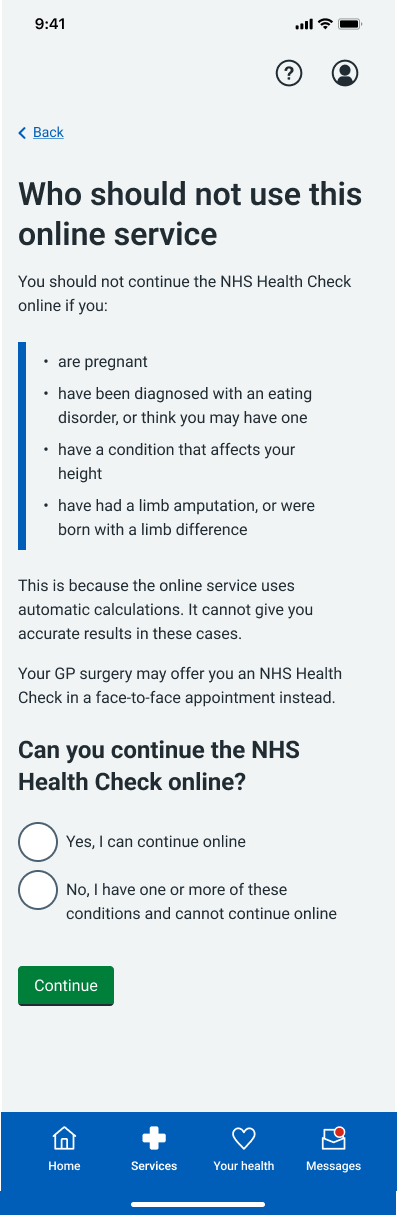 9:41
?
Back
Who should not use this
online service
You should not continue the NHS Health Check
online if you:
• are pregnant
• have been diagnosed with an eating
disorder, or think you may have one
• have a condition that affects your
height
• have had a limb amputation, or were
born with a limb difference
This is because the online service uses
automatic calculations. It cannot give you
accurate results in these cases.
Your GP surgery may offer you an NHS Health
Check in a face-to-face appointment instead.
Can you continue the NHS
Health Check online?
Yes, I can continue online
No, I have one or more of these
conditions and cannot continue online
Continue
Home Services Your health Messages